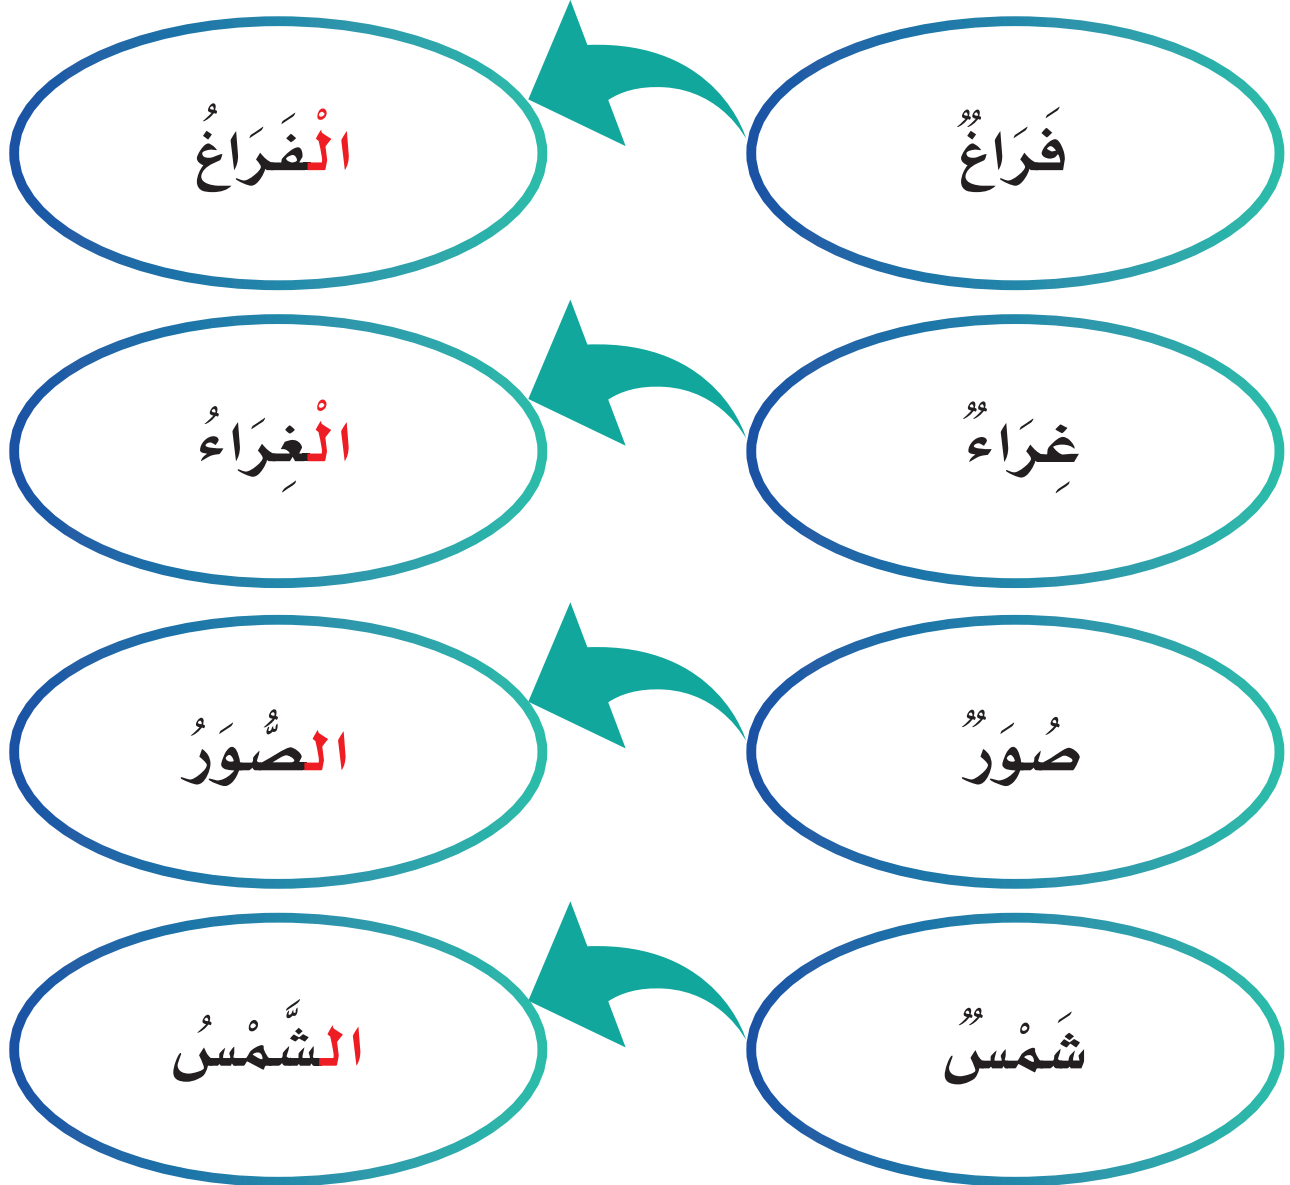 فَرَاغٌ
الْفَرَاغُ
غِرَاءٌ
الْغِرَاءُ
صُوَرٌ
الصُّوَرُ
شَمْسٌ
الشَّمْسُ